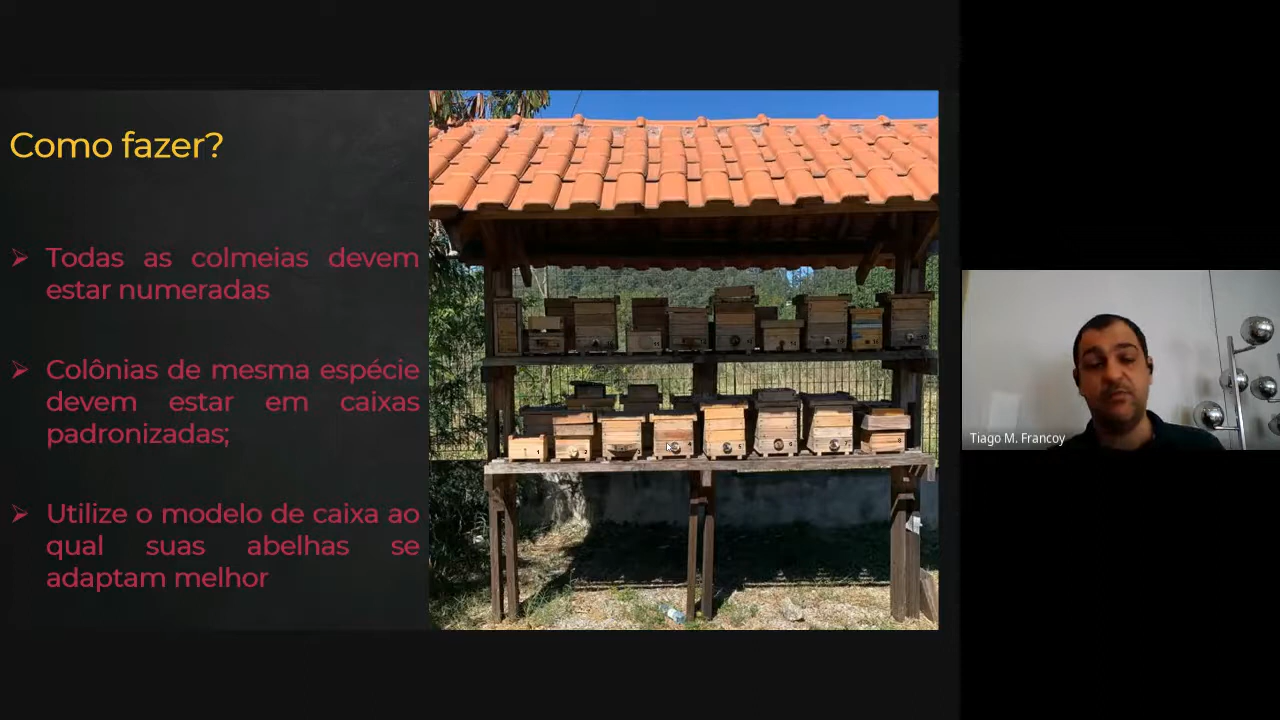 Como fazer?
Todas as colmeias devem
estar numeradas
Colônias de mesma espécie
devem estar em caixas
padronizadas;
Utilize o modelo de caixa ao
qual suas abelhas se
adaptam melhor
Tiago M. Francoy